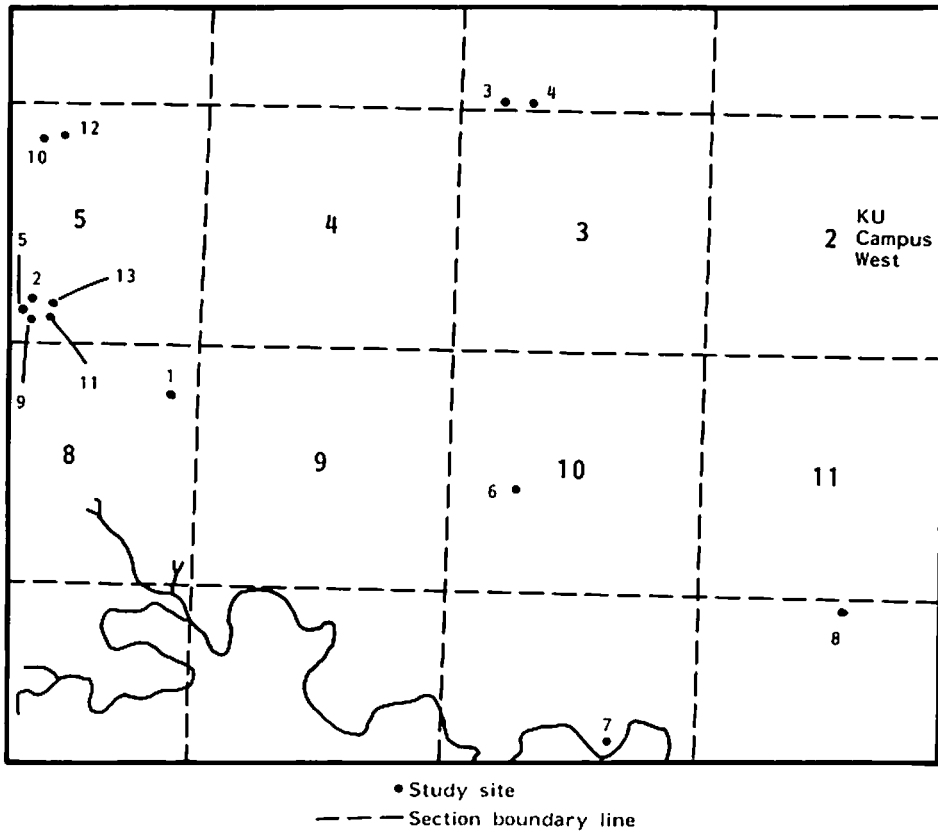 3 4
12
10
5 4 3 2 KU
Campus
West
5
2 13
1
11
9
8 9 10 11
6
8
7
• Study site
— — — Section boundary line